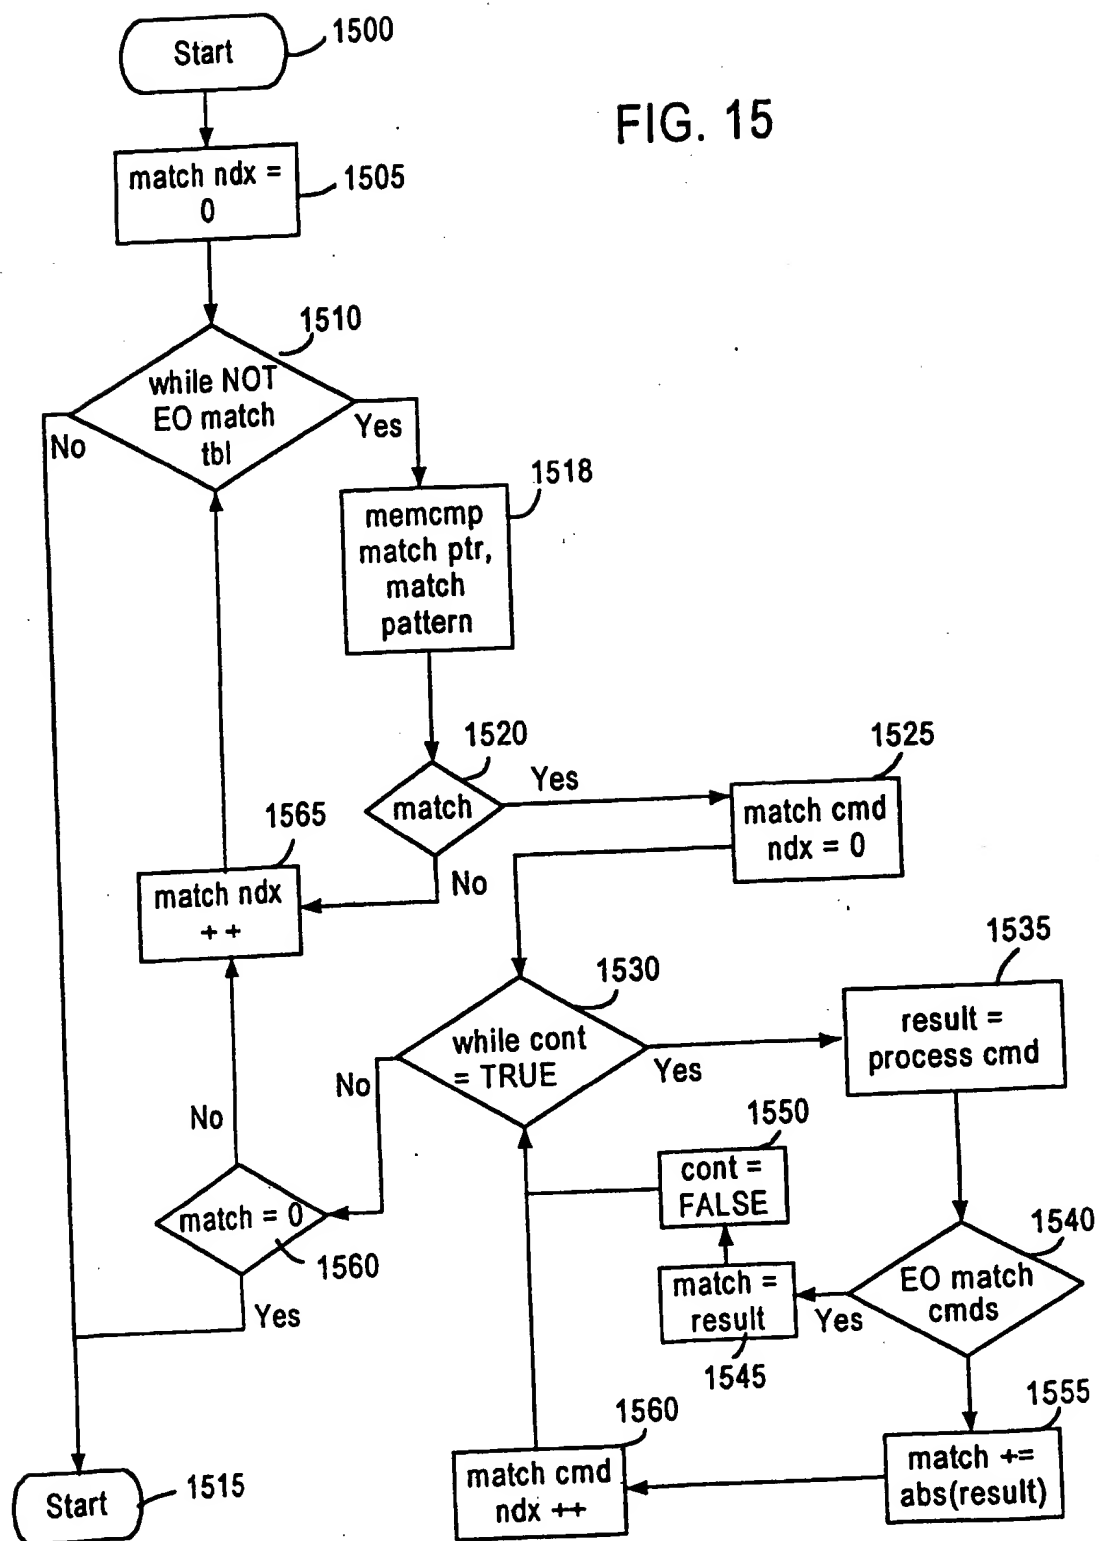 Start
1500
FIG. 15
match ndx =
0
1505
1510
while NOT
EO match
tbl
No
Yes
1518
memcmp
match ptr,
match
pattern
1520
match
Yes
No
1525
match cmd
ndx = 0
1565
match ndx
+ +
1530
while cont
= TRUE
No
Yes
1535
result =
process cmd
No
1550
cont =
FALSE
match = 0
1560
Yes
1540
EO match
cmds
Yes
match =
result
1545
1555
match +=
abs(result)
1560
match cmd
ndx ++
Start
1515